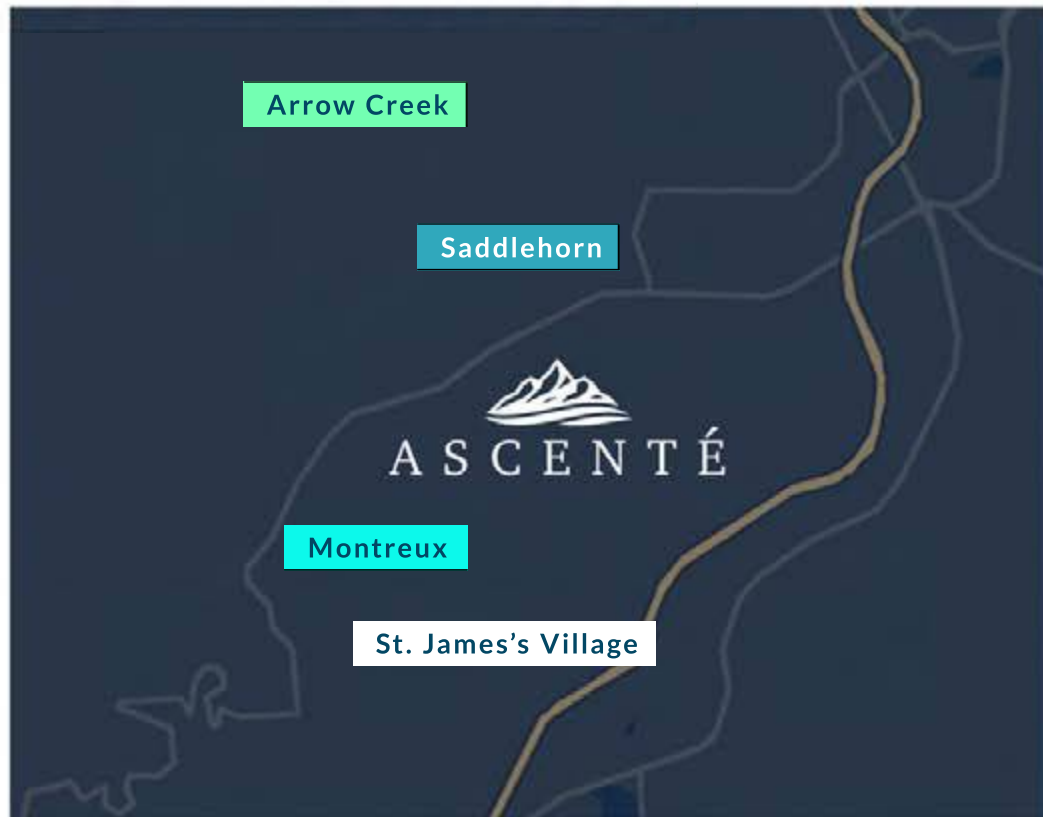 Arrow Creek
Saddlehorn
ASCENTÉ
Montreux
St. James’s Village